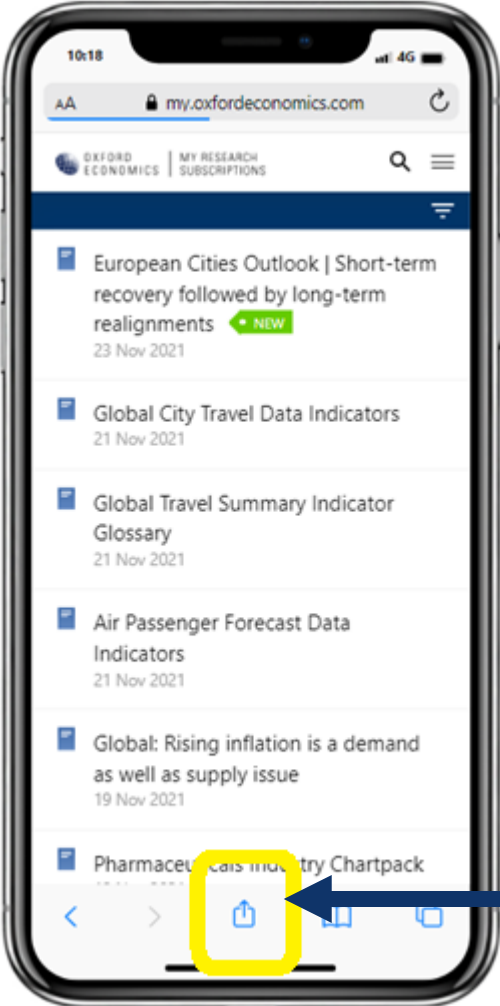 10:18
4G
AA my.oxfordeconomics.com
OXFORD MY RESEARCH
ECONOMICS SUBSCRIPTIONS
European Cities Outlook | Short-term
recovery followed by long-term
realignments NEW
23 Nov 2021
Global City Travel Data Indicators
21 Nov 2021
Global Travel Summary Indicator
Glossary
21 Nov 2021
Air Passenger Forecast Data
Indicators
21 Nov 2021
Global: Rising inflation is a demand
as well as supply issue
19 Nov 2021
Pharmaceuticals Industry Chartpack